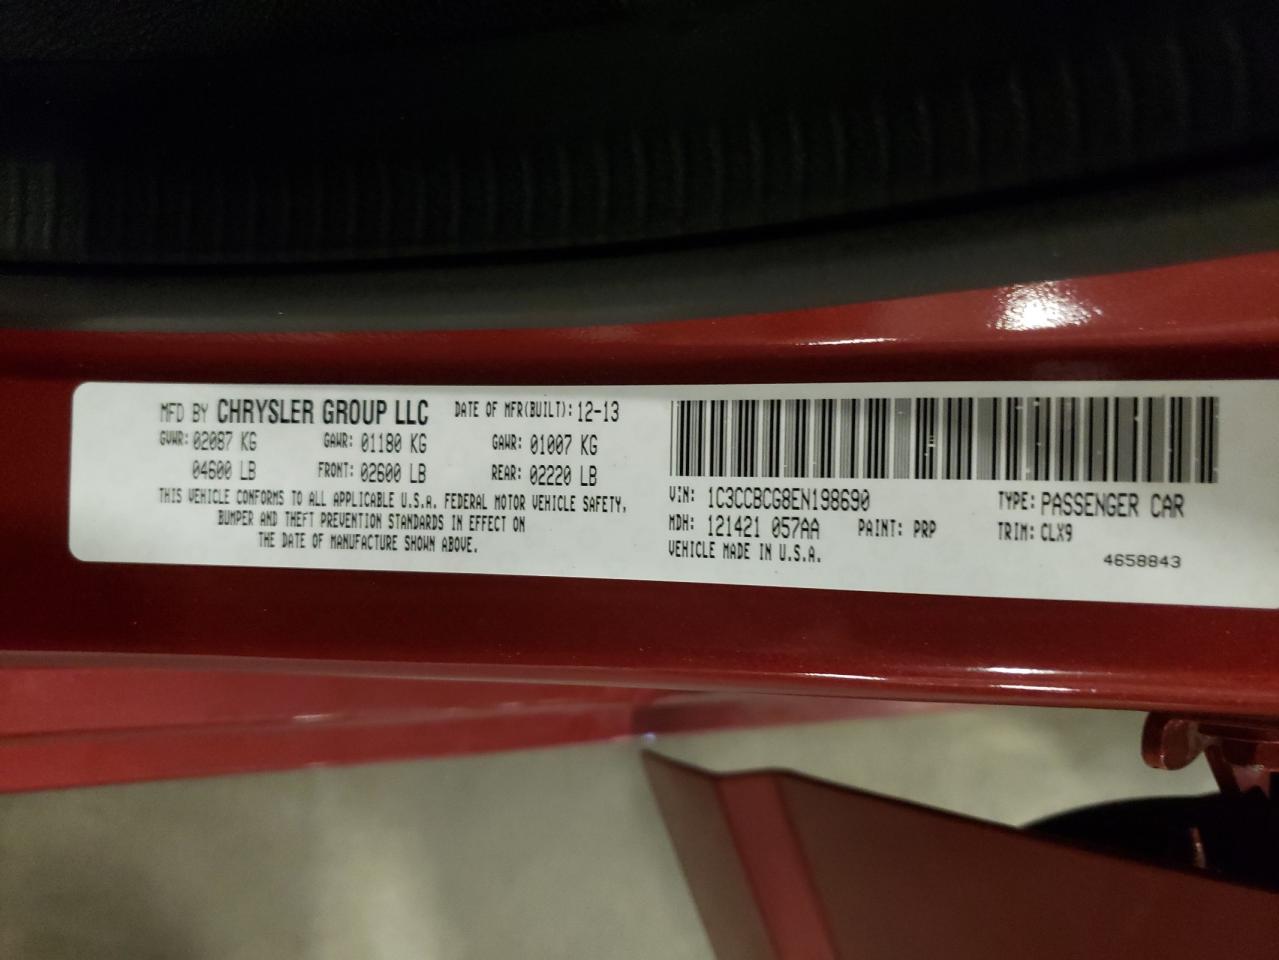 MFD BY CHRYSLER GROUP LLC DATE OF MFR(BUILT): 12-13
GVWR: 02087 KG GAWR: 01180 KG GAWR: 01007 KG
04600 LB FRONT: 02600 LB REAR: 02220 LB
THIS VEHICLE CONFORMS TO ALL APPLICABLE U.S.A. FEDERAL MOTOR VEHICLE SAFETY,
BUMPER AND THEFT PREVENTION STANDARDS IN EFFECT ON
THE DATE OF MANUFACTURE SHOWN ABOVE.
VIN: 1C3CCBCG8EN198690 TYPE: PASSENGER CAR
MDH: 121421 057AA PAINT: PRP TRIM: CLX9
VEHICLE MADE IN U.S.A. 4658843